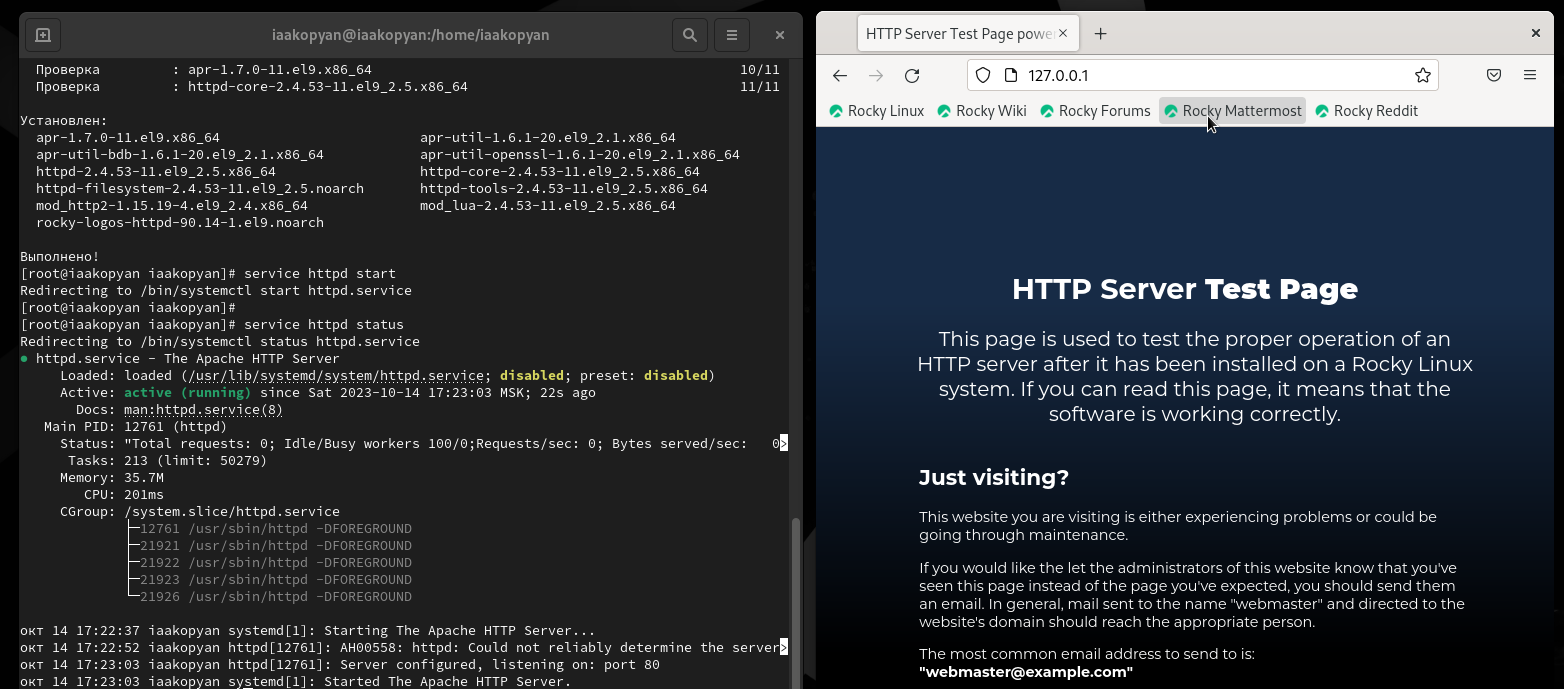 iaakopyan@iaakopyan:/home/iaakopyan
Проверка : apr-1.7.0-11.el9.x86_64 10/11
Проверка : httpd-core-2.4.53-11.el9_2.5.x86_64 11/11
Установлен:
apr-1.7.0-11.el9.x86_64 apr-util-1.6.1-20.el9_2.1.x86_64
apr-util-bdb-1.6.1-20.el9_2.1.x86_64 apr-util-openssl-1.6.1-20.el9_2.1.x86_64
httpd-2.4.53-11.el9_2.5.x86_64 httpd-core-2.4.53-11.el9_2.5.x86_64
httpd-filesystem-2.4.53-11.el9_2.5.noarch httpd-tools-2.4.53-11.el9_2.5.x86_64
mod_http2-1.15.19-4.el9_2.4.x86_64 mod_lua-2.4.53-11.el9_2.5.x86_64
rocky-logos-httpd-90.14-1.el9.noarch
Выполнено!
[root@iaakopyan iaakopyan]# service httpd start
Redirecting to /bin/systemctl start httpd.service
[root@iaakopyan iaakopyan]#
[root@iaakopyan iaakopyan]# service httpd status
Redirecting to /bin/systemctl status httpd.service
● httpd.service - The Apache HTTP Server
Loaded: loaded (/usr/lib/systemd/system/httpd.service; disabled; preset: disabled)
Active: active (running) since Sat 2023-10-14 17:23:03 MSK; 22s ago
Docs: man:httpd.service(8)
Main PID: 12761 (httpd)
Status: "Total requests: 0; Idle/Busy workers 100/0;Requests/sec: 0; Bytes served/sec:   0>
Tasks: 213 (limit: 50279)
Memory: 35.7M
CPU: 201ms
CGroup: /system.slice/httpd.service
├─12761 /usr/sbin/httpd -DFOREGROUND
├─21921 /usr/sbin/httpd -DFOREGROUND
├─21922 /usr/sbin/httpd -DFOREGROUND
├─21923 /usr/sbin/httpd -DFOREGROUND
└─21926 /usr/sbin/httpd -DFOREGROUND
окт 14 17:22:37 iaakopyan systemd[1]: Starting The Apache HTTP Server...
окт 14 17:22:52 iaakopyan httpd[12761]: AH00558: httpd: Could not reliably determine the server>
окт 14 17:23:03 iaakopyan httpd[12761]: Server configured, listening on: port 80
окт 14 17:23:03 iaakopyan systemd[1]: Started The Apache HTTP Server.
HTTP Server Test Page powe
127.0.0.1
Rocky Linux Rocky Wiki Rocky Forums Rocky Mattermost Rocky Reddit
HTTP Server Test Page
This page is used to test the proper operation of an
HTTP server after it has been installed on a Rocky Linux
system. If you can read this page, it means that the
software is working correctly.
Just visiting?
This website you are visiting is either experiencing problems or could be
going through maintenance.
If you would like the let the administrators of this website know that you've
seen this page instead of the page you've expected, you should send them
an email. In general, mail sent to the name "webmaster" and directed to the
website's domain should reach the appropriate person.
The most common email address to send to is:
"webmaster@example.com"